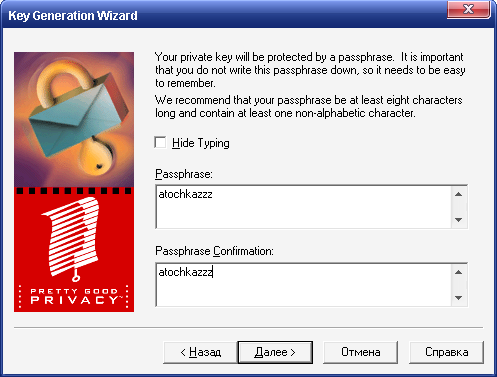 Key Generation Wizard
Your private key will be protected by a passphrase. It is important
that you do not write this passphrase down, so it needs to be easy
to remember.
We recommend that your passphrase be at least eight characters
long and contain at least one non-alphabetic character.
Hide Typing
Passphrase:
atochkazzz
Passphrase Confirmation:
atochkazzz
PRETTY GOOD
PRIVACY™
< Назад
Далее >
Отмена
Справка